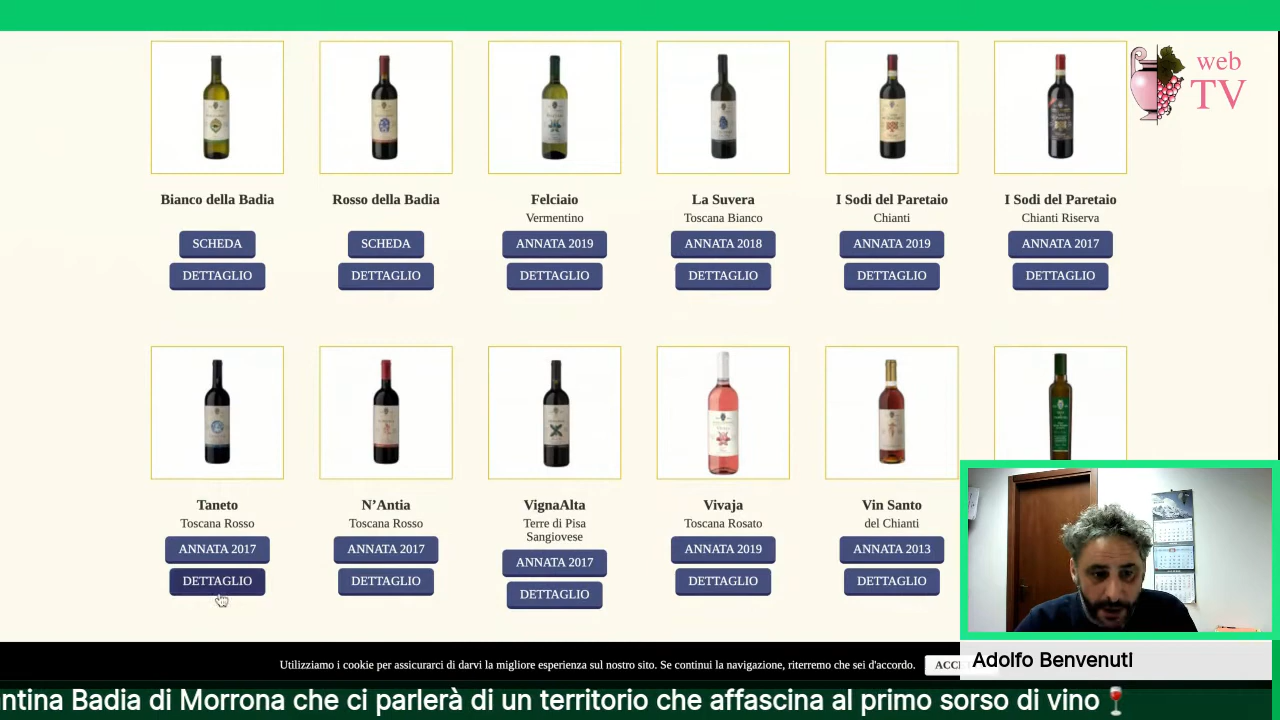 web
TV
Bianco della Badia
SCHEDA
DETTAGLIO
Rosso della Badia
SCHEDA
DETTAGLIO
Felciaio
Vermentino
ANNATA 2019
DETTAGLIO
La Suvera
Toscana Bianco
ANNATA 2018
DETTAGLIO
I Sodi del Paretaio
Chianti
ANNATA 2019
DETTAGLIO
I Sodi del Paretaio
Chianti Riserva
ANNATA 2017
DETTAGLIO
Taneto
Toscana Rosso
ANNATA 2017
DETTAGLIO
N'Antia
Toscana Rosso
ANNATA 2017
DETTAGLIO
VignaAlta
Terre di Pisa
Sangiovese
ANNATA 2017
DETTAGLIO
Vivaja
Toscana Rosato
ANNATA 2019
DETTAGLIO
Vin Santo
del Chianti
ANNATA 2013
DETTAGLIO
Utilizziamo i cookie per assicurarci di darvi la migliore esperienza sul nostro sito. Se continui la navigazione, riterremo che sei d'accordo.
Adolfo Benvenuti
ntina Badia di Morrona che ci parlerà di un territorio che affascina al primo sorso di vino🍷